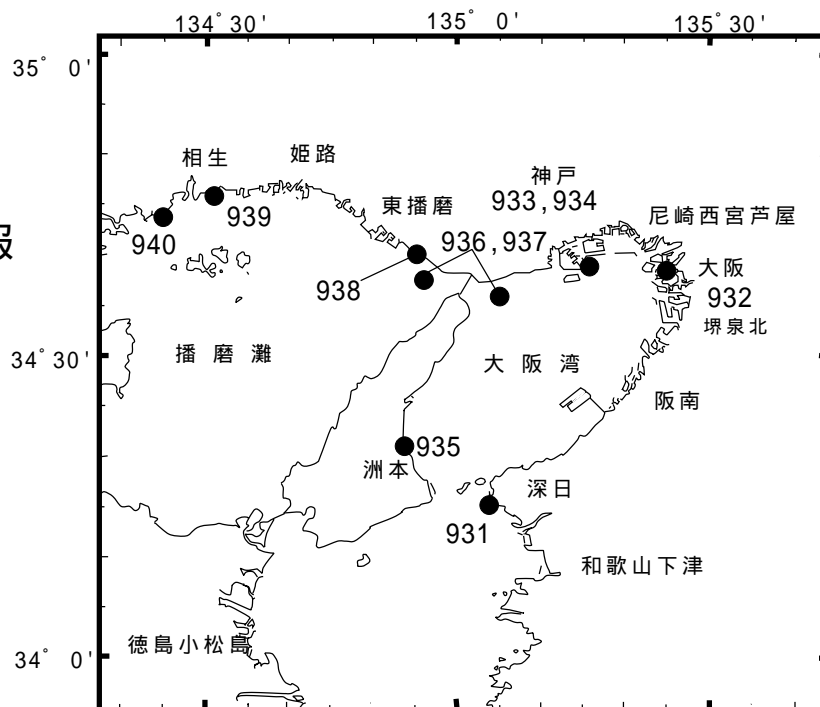 134°30'
135°0'
135°30'
35°0'
相生
姫路
神戸
933,934
東播磨
尼崎西宮芦屋
939
936,937
940
報
大阪
938
932
堺泉北
34°30'
播磨灘
大阪湾
阪南
935
洲本
深日
931
和歌山下津
徳島小松島
34°0'